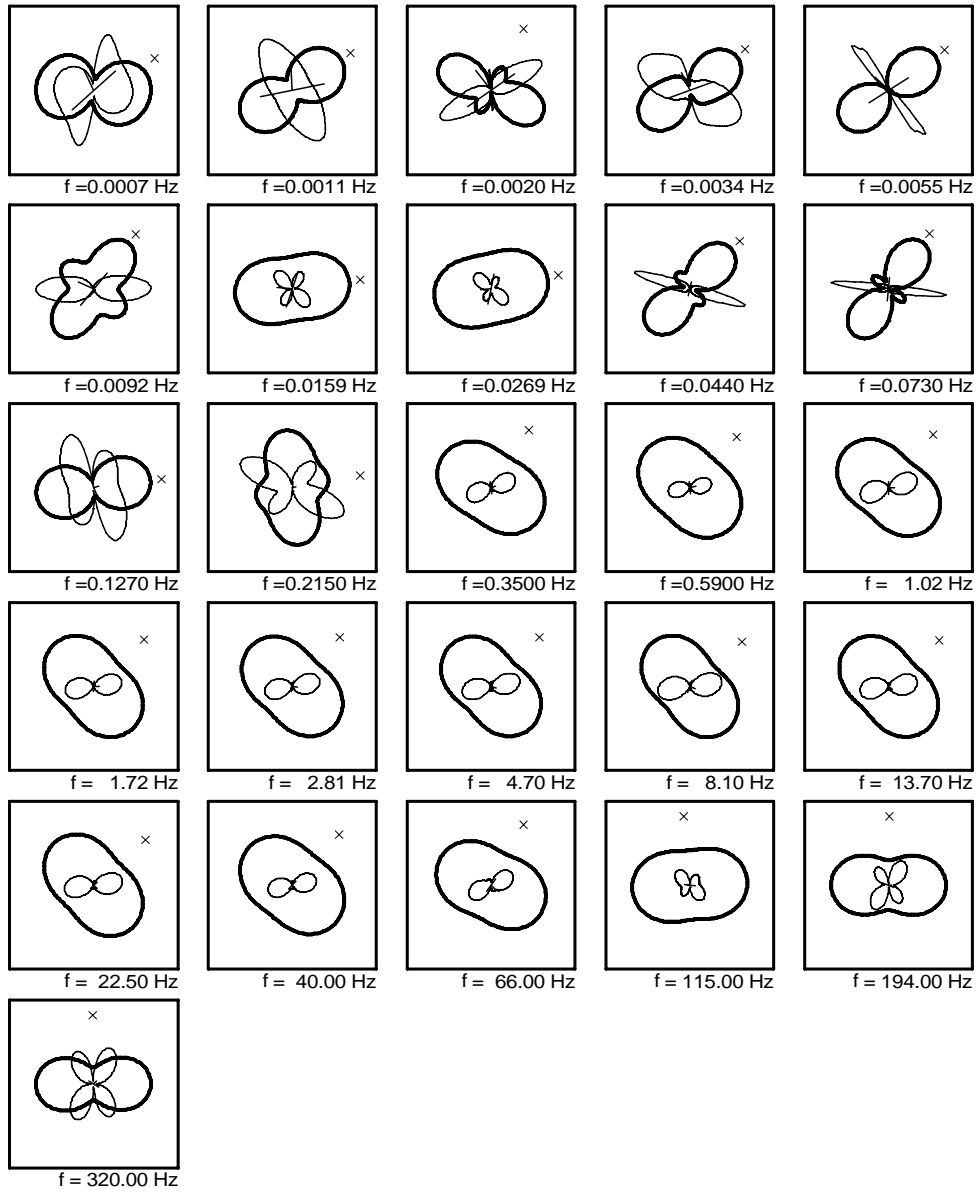 f =0.0007 Hz
f =0.0011 Hz
f =0.0020 Hz
f =0.0034 Hz
f =0.0055 Hz
f =0.0092 Hz
f =0.0159 Hz
f =0.0269 Hz
f =0.0440 Hz
f =0.0730 Hz
f =0.1270 Hz
f =0.2150 Hz
f =0.3500 Hz
f =0.5900 Hz
f = 1.02 Hz
f = 1.72 Hz
f = 2.81 Hz
f = 4.70 Hz
f = 8.10 Hz
f = 13.70 Hz
f = 22.50 Hz
f = 40.00 Hz
f = 66.00 Hz
f = 115.00 Hz
f = 194.00 Hz
f = 320.00 Hz